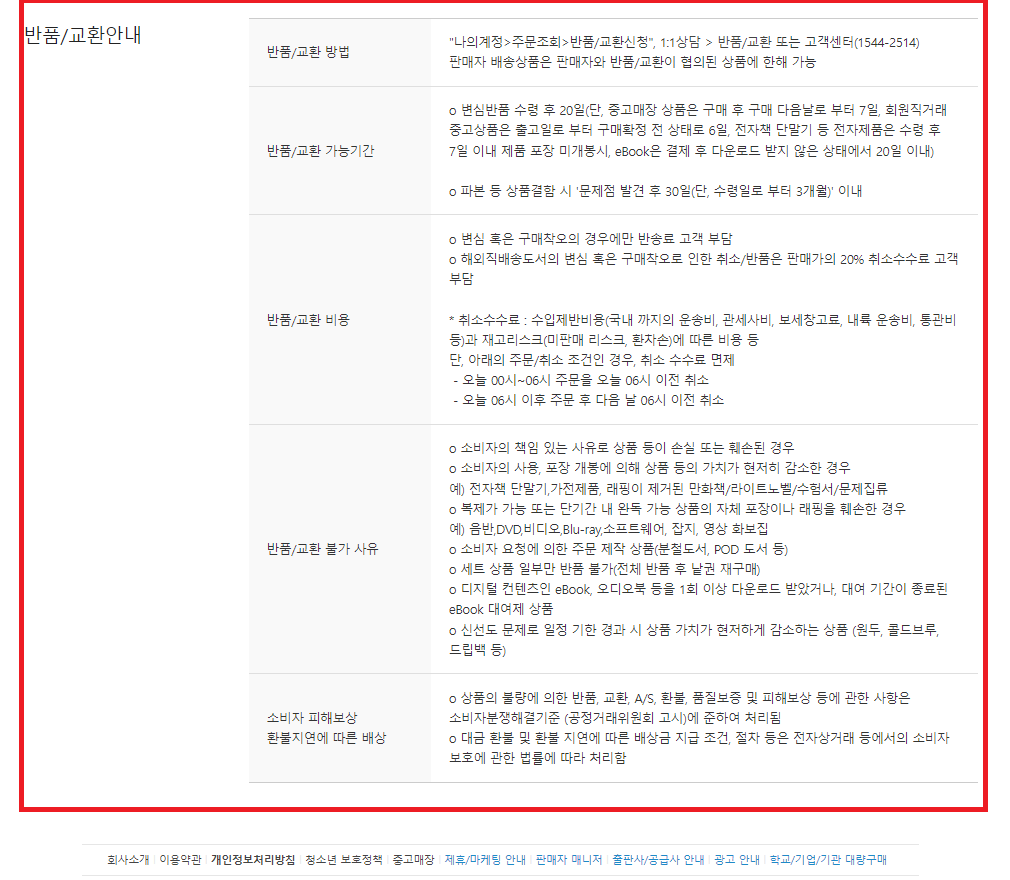 반품/교환안내
반품/교환 방법
"나의계정>주문조회>반품/교환신청", 1:1상담 > 반품/교환 또는 고객센터(1544-2514)
판매자 배송상품은 판매자와 반품/교환이 협의된 상품에 한해 가능
반품/교환 가능기간
o 변심반품 수령 후 20일(단, 중고매장 상품은 구매 후 구매 다음날로 부터 7일, 회원직거래
중고상품은 출고일로 부터 구매확정 전 상태로 6일, 전자책 단말기 등 전자제품은 수령 후
7일 이내 제품 포장 미개봉시, eBook은 결제 후 다운로드 받지 않은 상태에서 20일 이내)
o 파본 등 상품결함 시 '문제점 발견 후 30일(단, 수령일로 부터 3개월)' 이내
반품/교환 비용
o 변심 혹은 구매착오의 경우에만 반송료 고객 부담
o 해외직배송도서의 변심 혹은 구매착오로 인한 취소/반품은 판매가의 20% 취소수수료 고객
부담
* 취소수수료 : 수입제반비용(국내 까지의 운송비, 관세사비, 보세창고료, 내륙 운송비, 통관비
등)과 재고리스크(미판매 리스크, 환차손)에 따른 비용 등
단, 아래의 주문/취소 조건인 경우, 취소 수수료 면제
- 오늘 00시~06시 주문을 오늘 06시 이전 취소
- 오늘 06시 이후 주문 후 다음 날 06시 이전 취소
반품/교환 불가 사유
o 소비자의 책임 있는 사유로 상품 등이 손실 또는 훼손된 경우
o 소비자의 사용, 포장 개봉에 의해 상품 등의 가치가 현저히 감소한 경우
예) 전자책 단말기,가전제품, 래핑이 제거된 만화책/라이트노벨/수험서/문제집류
o 복제가 가능 또는 단기간 내 완독 가능 상품의 자체 포장이나 래핑을 훼손한 경우
예) 음반,DVD,비디오,Blu-ray,소프트웨어, 잡지, 영상 화보집
o 소비자 요청에 의한 주문 제작 상품(분철도서, POD 도서 등)
o 세트 상품 일부만 반품 불가(전체 반품 후 낱권 재구매)
o 디지털 컨텐츠인 eBook, 오디오북 등을 1회 이상 다운로드 받았거나, 대여 기간이 종료된
eBook 대여제 상품
o 신선도 문제로 일정 기한 경과 시 상품 가치가 현저하게 감소하는 상품 (원두, 콜드브루,
드립백 등)
소비자 피해보상
환불지연에 따른 배상
o 상품의 불량에 의한 반품, 교환, A/S, 환불, 품질보증 및 피해보상 등에 관한 사항은
소비자분쟁해결기준 (공정거래위원회 고시)에 준하여 처리됨
o 대금 환불 및 환불 지연에 따른 배상금 지급 조건, 절차 등은 전자상거래 등에서의 소비자
보호에 관한 법률에 따라 처리함
회사소개 | 이용약관 | 개인정보처리방침 | 청소년 보호정책 | 중고매장 | 제휴/마케팅 안내 | 판매자 매니저 | 출판사/공급사 안내 | 광고 안내 | 학교/기업/기관 대량구매